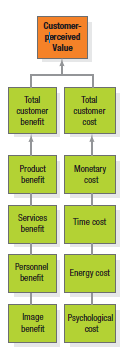 Customer-
perceived
Value
Total
customer
benefit
Total
customer
cost
Product
benefit
Monetary
cost
Services
benefit
Time cost
Personnel
benefit
Energy cost
Image
benefit
Psychological
cost